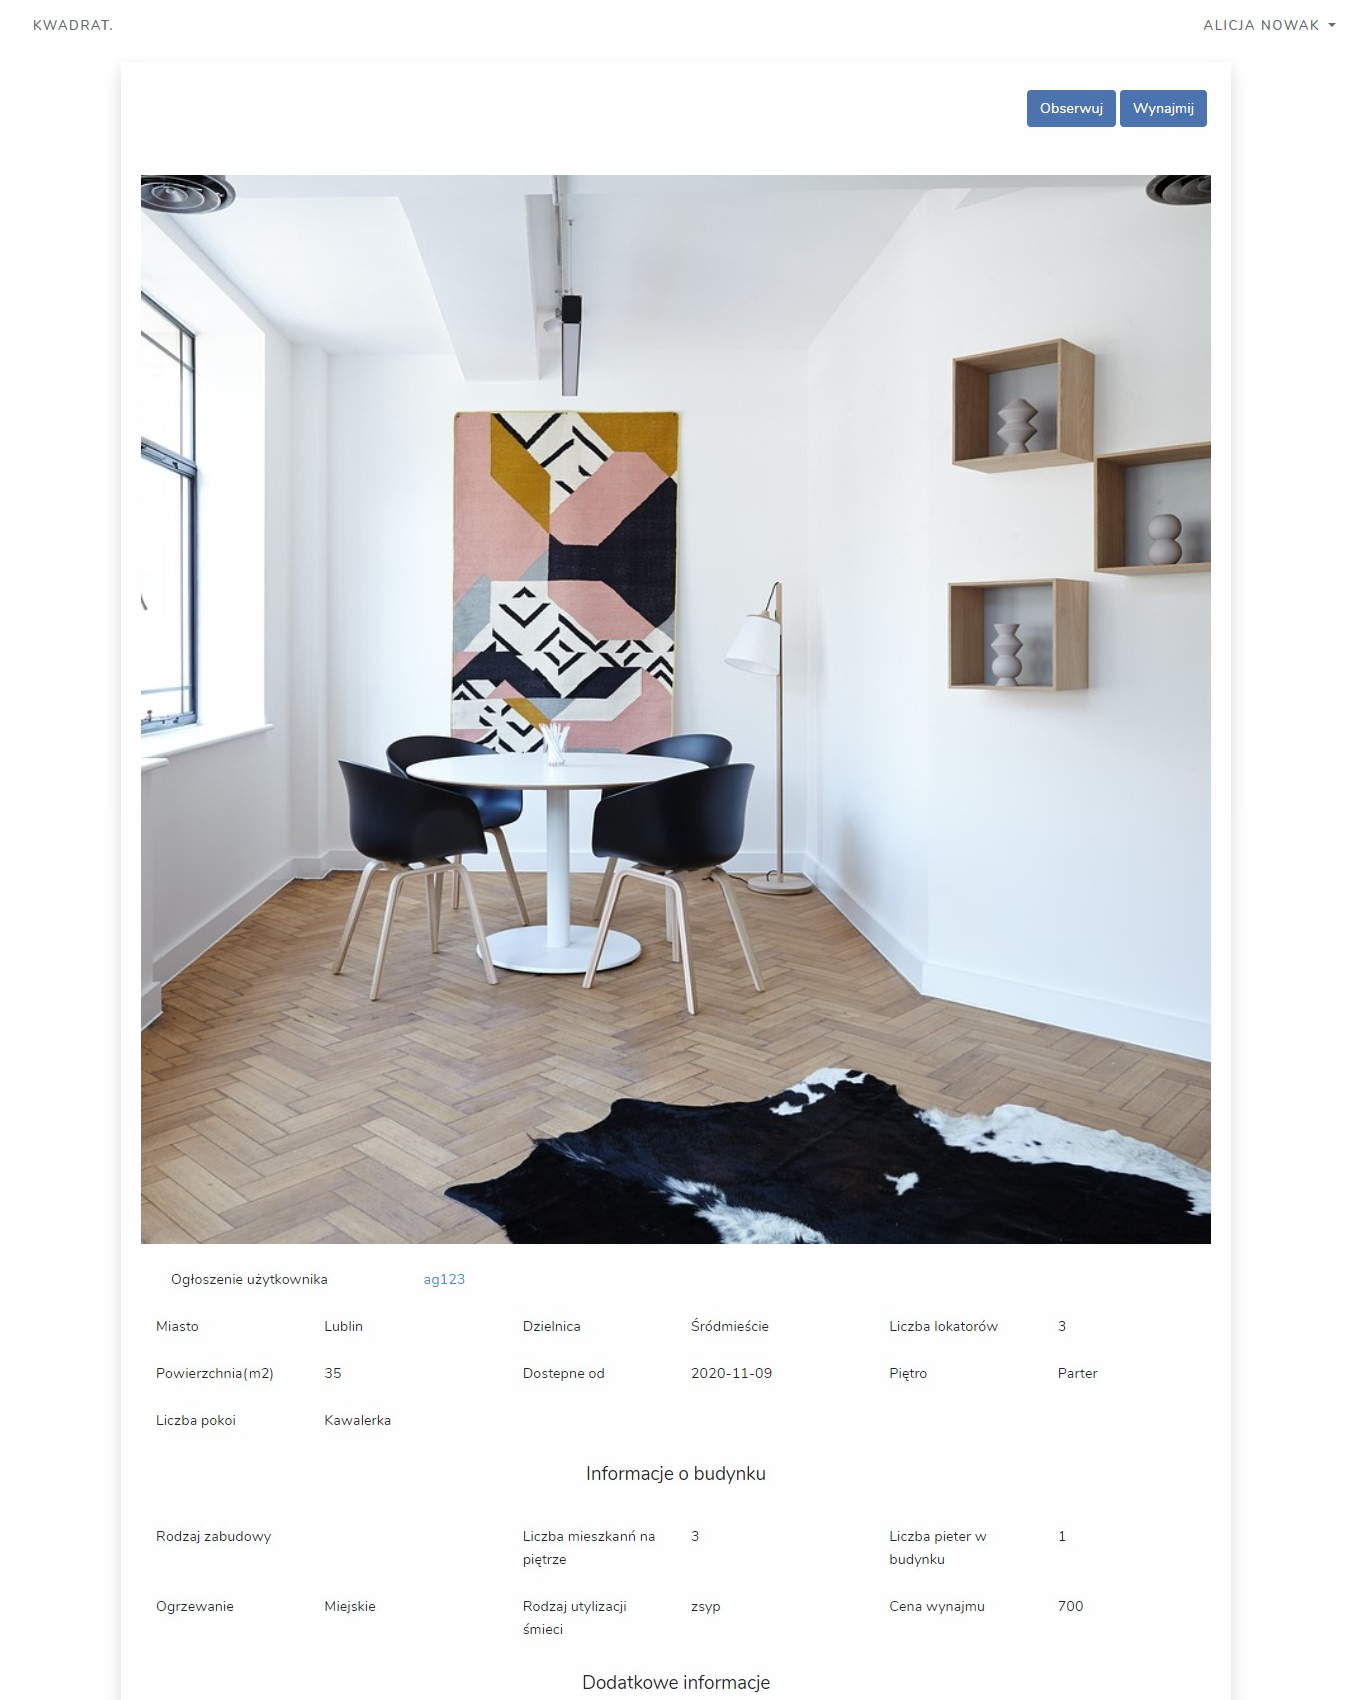 KWADRAT.
ALICJA NOWAK
Obserwuj
Wynajmij
Ogłoszenie użytkownika
ag123
Miasto
Lublin
Dzielnica
Śródmieście
Liczba lokatorów
3
Powierzchnia(m2)
35
Dostepne od
2020-11-09
Piętro
Parter
Liczba pokoi
Kawalerka
Informacje o budynku
Rodzaj zabudowy
Liczba mieszkanń na
piętrze
3
Liczba pieter w
budynku
1
Ogrzewanie
Miejskie
Rodzaj utylizacji
śmieci
zsyp
Cena wynajmu
700
Dodatkowe informacje